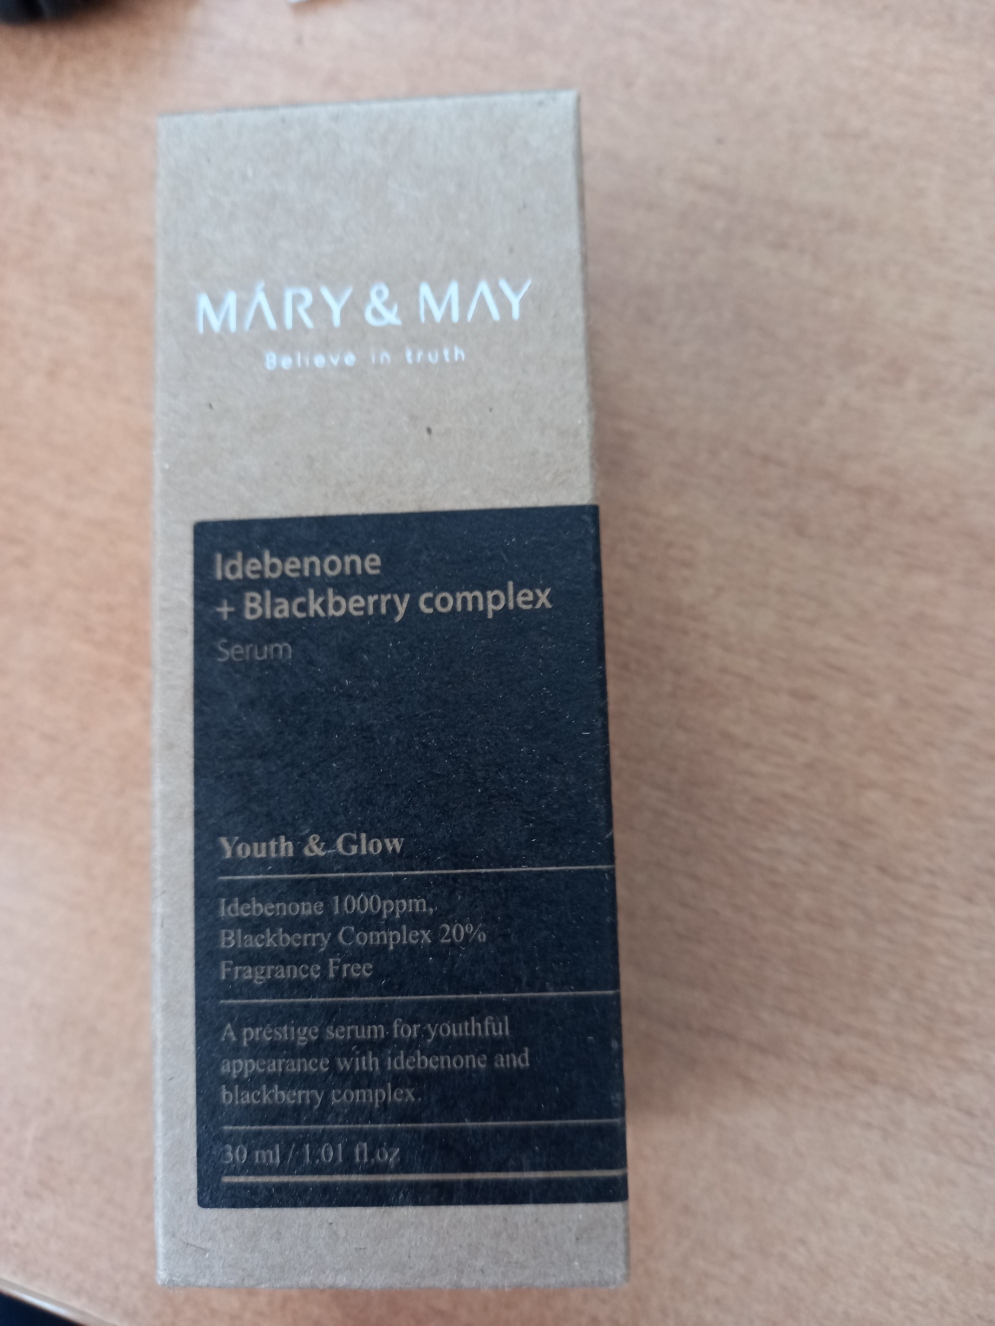 MARY & MAY
Believe in truth
Idebenone
+ Blackberry complex
Serum
Youth & Glow
Idebenone 1000ppm,
Blackberry Complex 20%
Fragrance Free
A prestige serum for youthful
appearance with idebenone and
blackberry complex.
30 ml / 1.01 fl.oz